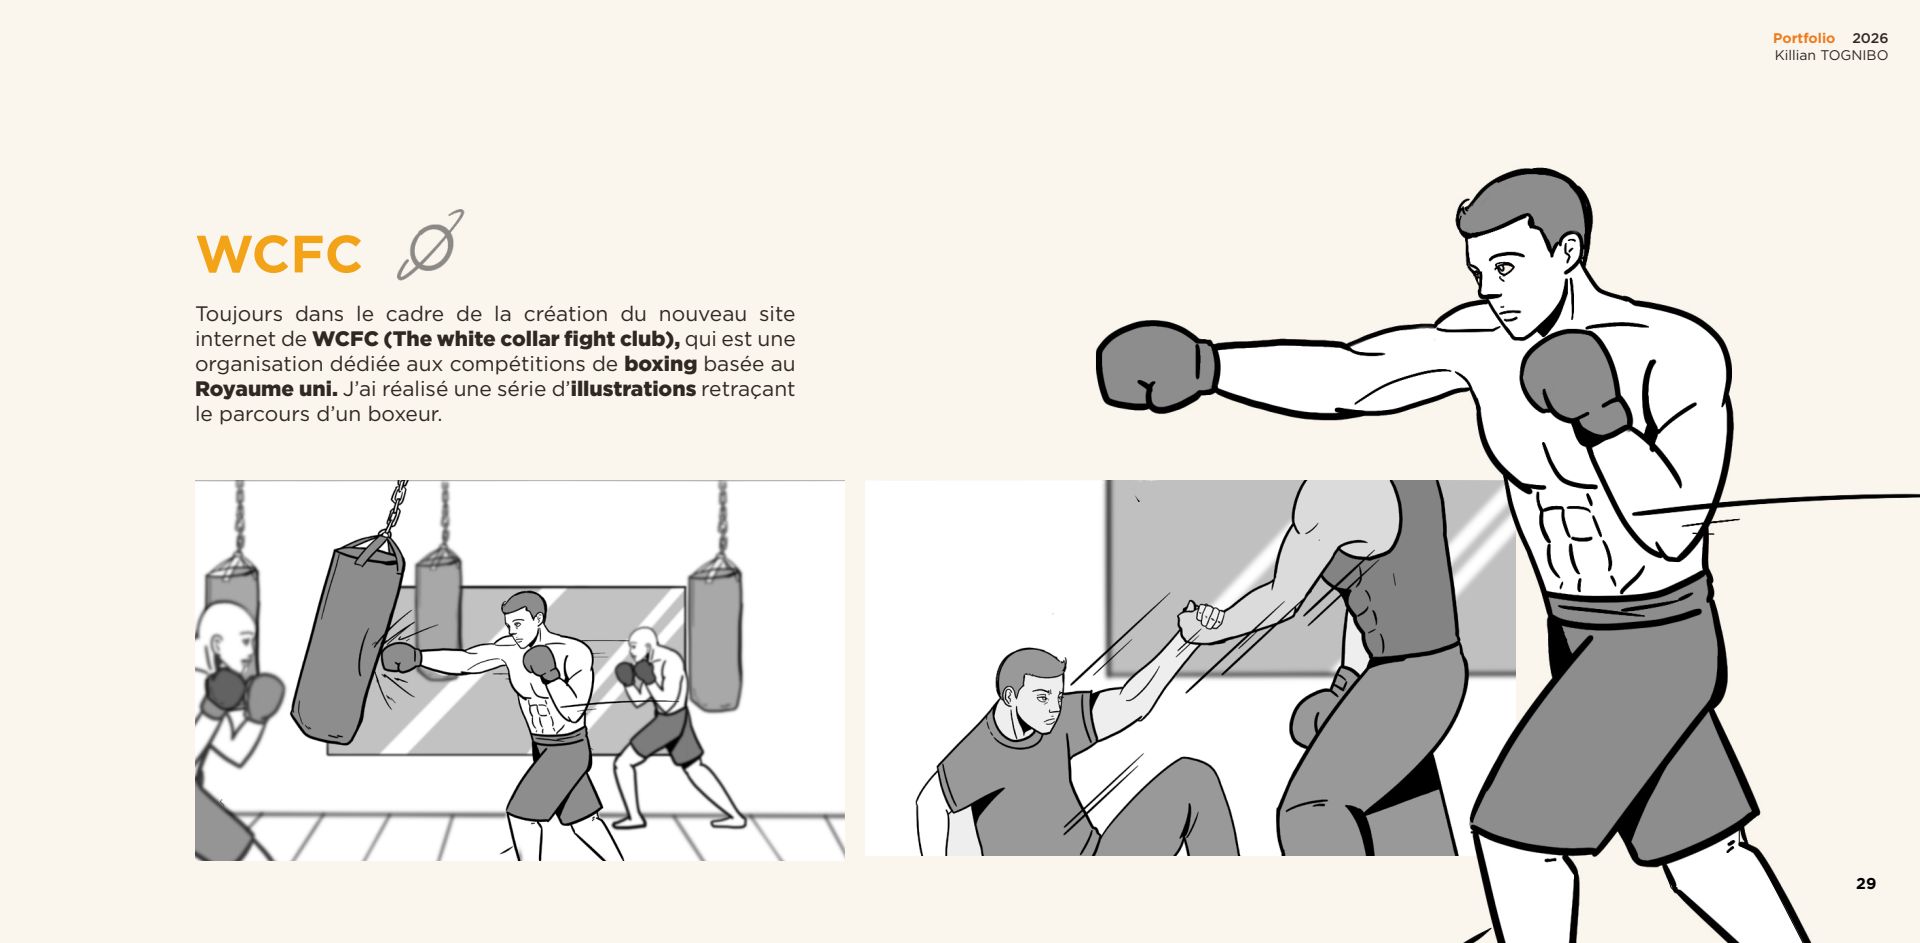 Portfolio 2026
Killian TOGNIBO
WCFC
Toujours dans le cadre de la création du nouveau site
internet de WCFC (The white collar fight club), qui est une
organisation dédiée aux compétitions de boxing basée au
Royaume uni. J’ai réalisé une série d’illustrations retraçant
le parcours d’un boxeur.
29